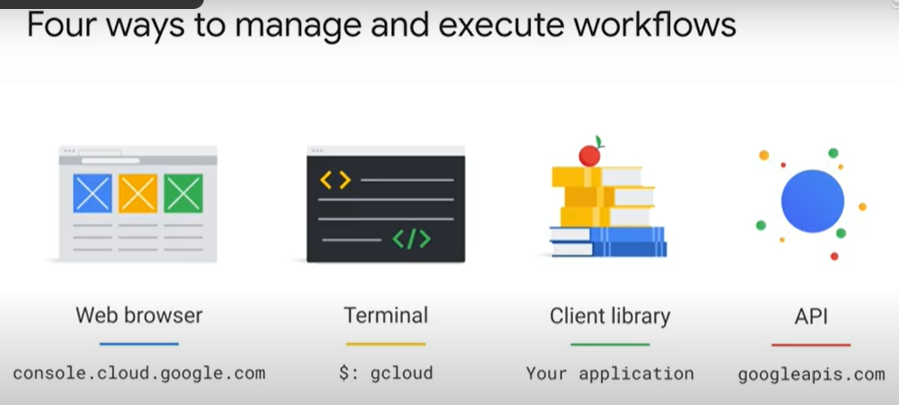 Four ways to manage and execute workflows
<>
</>
Web browser
Terminal
Client library
API
console.cloud.google.com
$: gcloud
Your application
googleapis.com